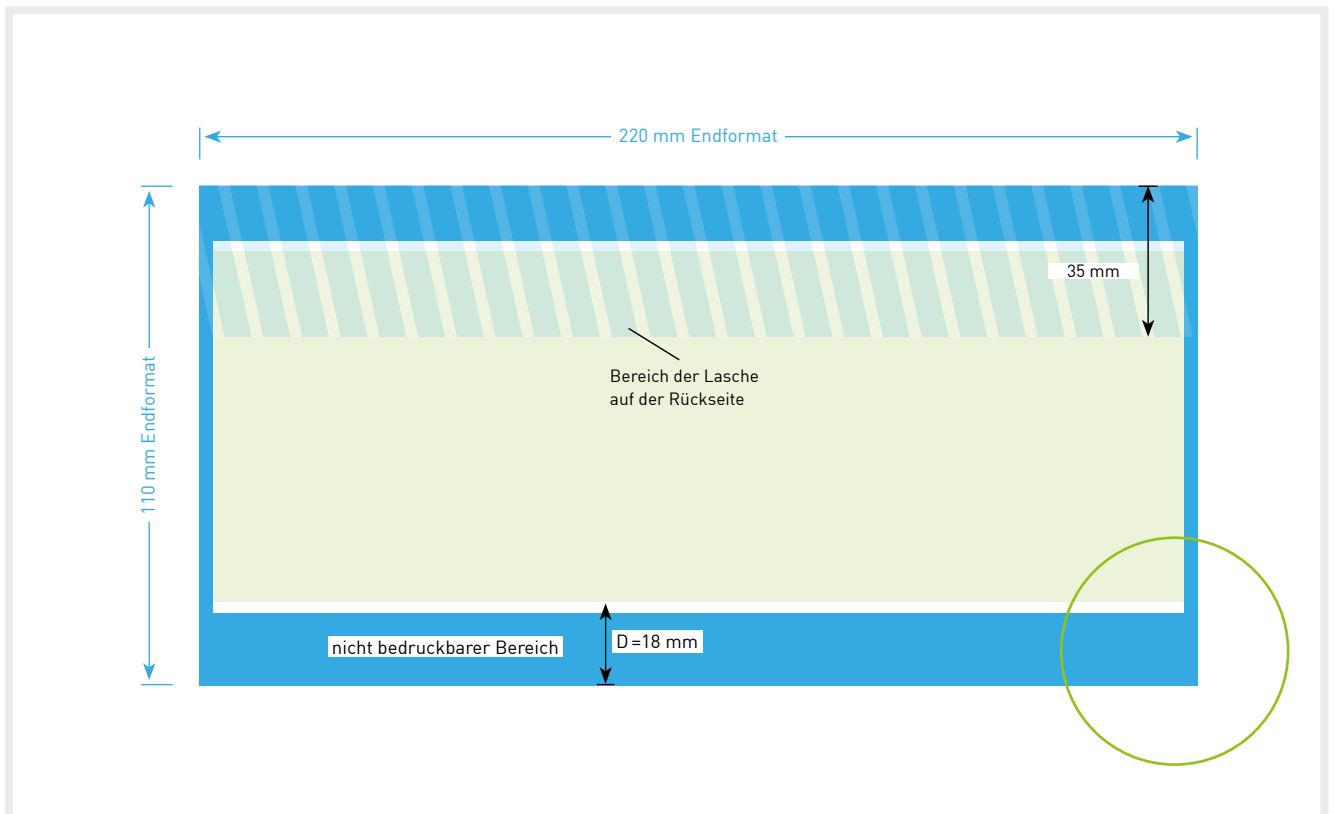 220 mm Endformat
35 mm
Bereich der Lasche
auf der Rückseite
110 mm Endformat
nicht bedruckbarer Bereich
D=18 mm